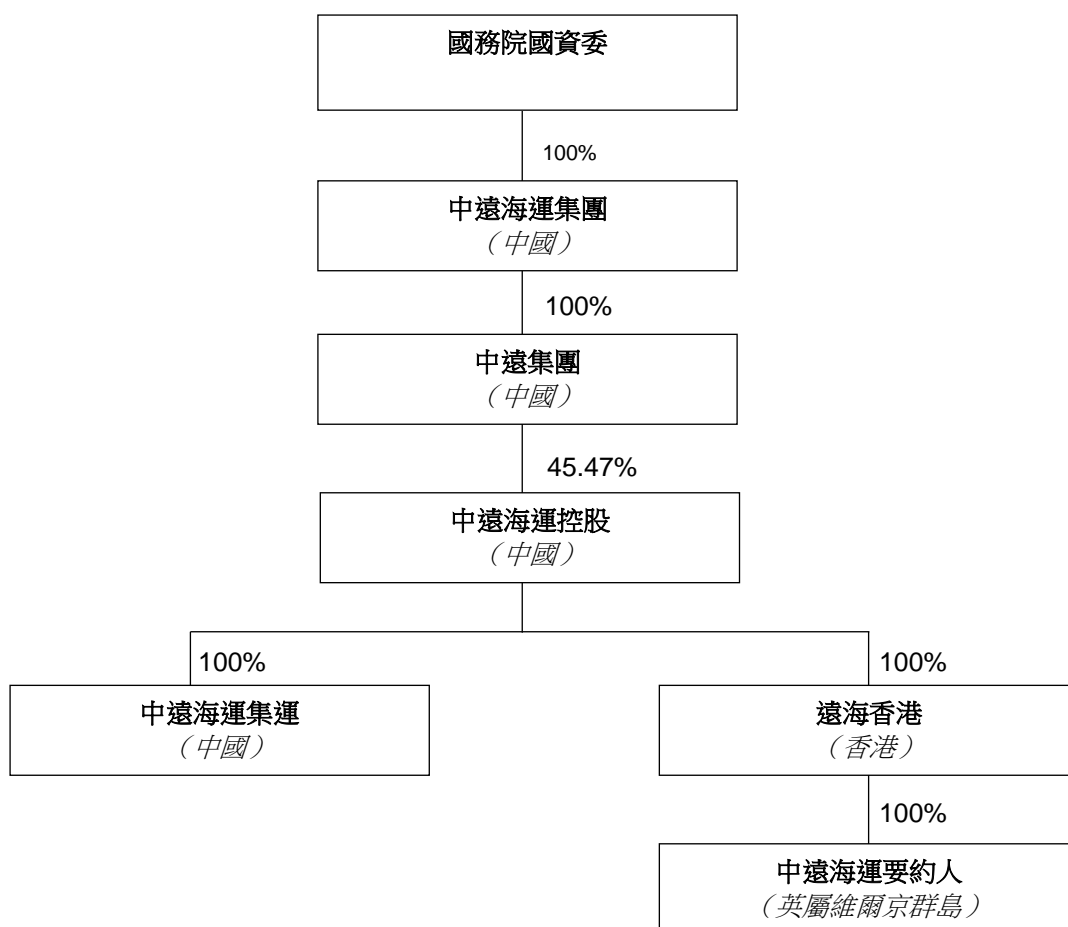 國務院國資委
100%
中遠海運集團
（中國）
100%
中遠集團
（中國）
45.47%
中遠海運控股
（中國）
100%
100%
中遠海運集運
（中國）
遠海香港
（香港）
100%
中遠海運要約人
（英屬維爾京群島）